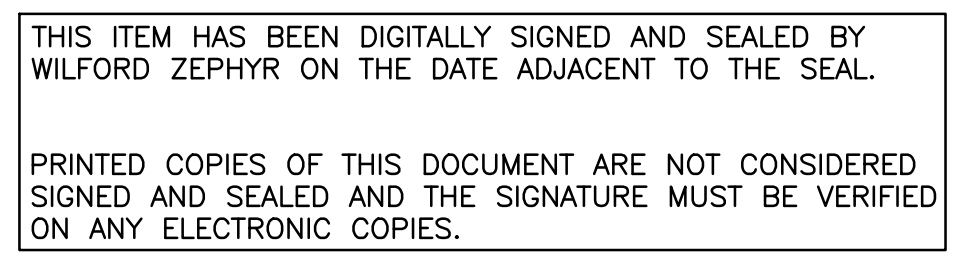 THIS ITEM HAS BEEN DIGITALLY SIGNED AND SEALED BY
WILFORD ZEPHYR ON THE DATE ADJACENT TO THE SEAL.
PRINTED COPIES OF THIS DOCUMENT ARE NOT CONSIDERED
SIGNED AND SEALED AND THE SIGNATURE MUST BE VERIFIED
ON ANY ELECTRONIC COPIES.